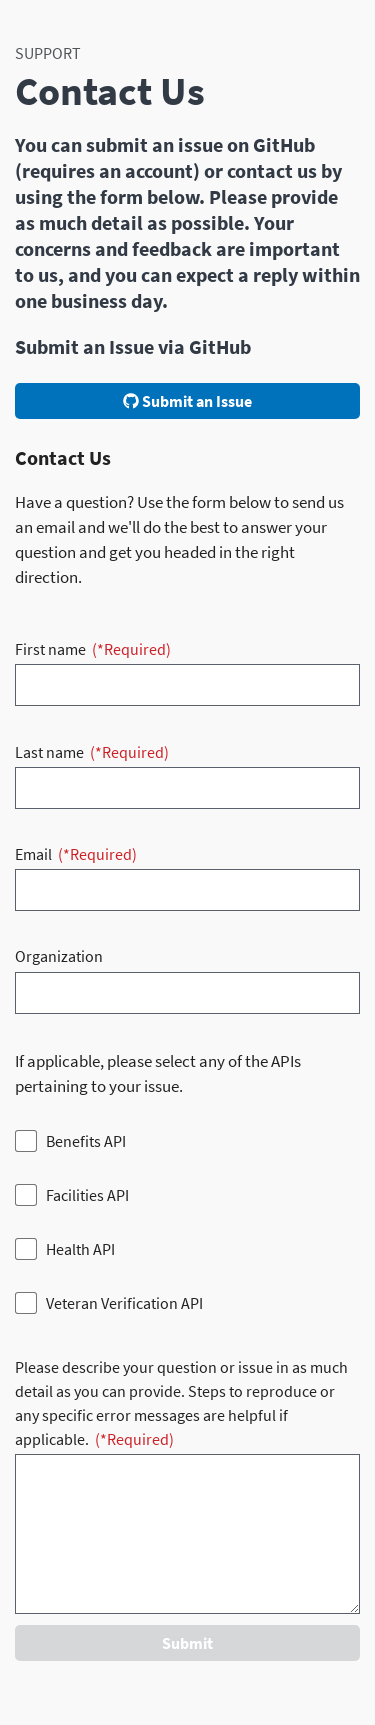 SUPPORT
Contact Us
You can submit an issue on GitHub
(requires an account) or contact us by
using the form below. Please provide
as much detail as possible. Your
concerns and feedback are important
to us, and you can expect a reply within
one business day.
Submit an Issue via GitHub
Submit an Issue
Contact Us
Have a question? Use the form below to send us
an email and we'll do the best to answer your
question and get you headed in the right
direction.
First name (*Required)
Last name (*Required)
Email (*Required)
Organization
If applicable, please select any of the APIs
pertaining to your issue.
Benefits API
Facilities API
Health API
Veteran Verification API
Please describe your question or issue in as much
detail as you can provide. Steps to reproduce or
any specific error messages are helpful if
applicable. (*Required)
Submit